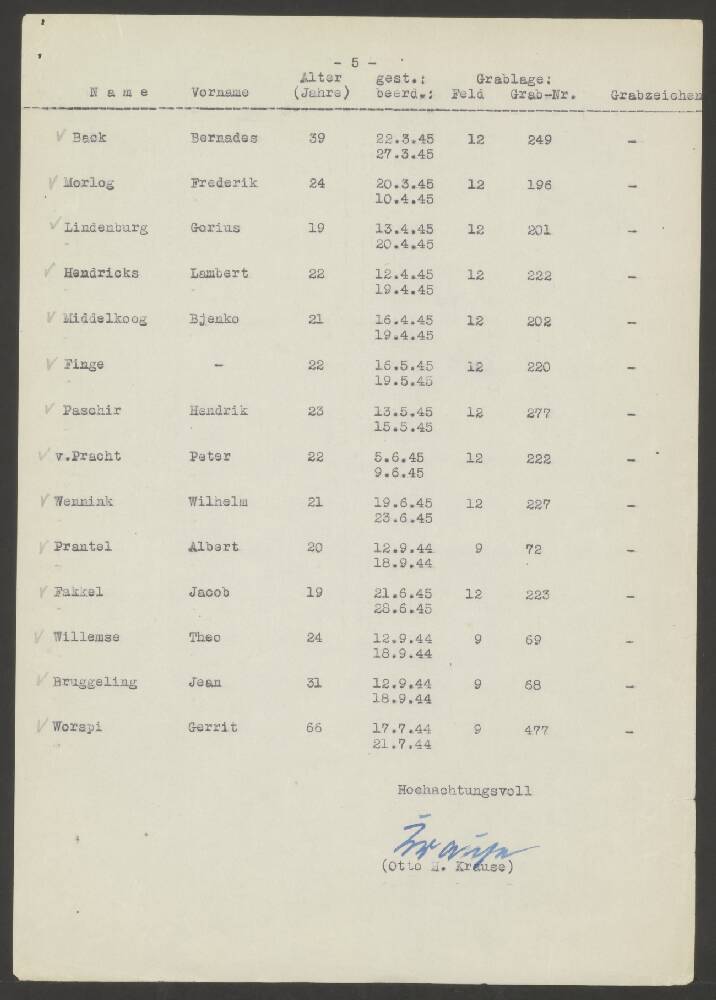 - 5 -
Alter gest.: Grablage:
Name Vorname (Jahre) beerd.: Feld Grab-Nr. Grabzeichen
Back Bernades 39 22.3.45 12 249 -
27.3.45
Morlog Frederik 24 20.3.45 12 196 -
10.4.45
Lindenburg Gorius 19 13.4.45 12 201 -
20.4.45
Hendricks Lambert 22 12.4.45 12 222 -
19.4.45
Middelkoog Bjenko 21 16.4.45 12 202 -
19.4.45
Finge - 22 16.5.45 12 220 -
19.5.45
Paschir Hendrik 23 13.5.45 12 277 -
15.5.45
v.Pracht Peter 22 5.6.45 12 222 -
9.6.45
Wennink Wilhelm 21 19.6.45 12 227 -
23.6.45
Prantel Albert 20 12.9.44 9 72 -
18.9.44
Fakkel Jacob 19 21.6.45 12 223 -
28.6.45
Willemse Theo 24 12.9.44 9 69 -
18.9.44
Bruggeling Jean 31 12.9.44 9 68 -
18.9.44
Worspi Gerrit 66 17.7.44 9 477 -
21.7.44
Hochachtungsvoll
Krause
(Otto H. Krause)